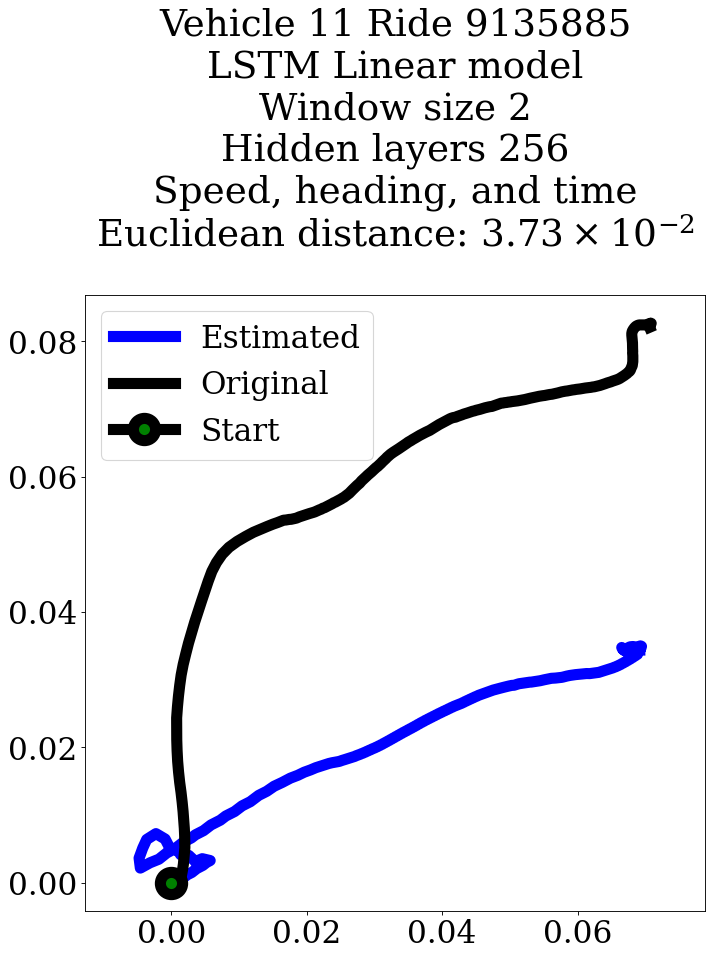 Vehicle 11 Ride 9135885
LSTM Linear model
Window size 2
Hidden layers 256
Speed, heading, and time
Euclidean distance: 3.73 × 10⁻²
Estimated
Original
Start
0.08
0.06
0.04
0.02
0.00
0.00 0.02 0.04 0.06